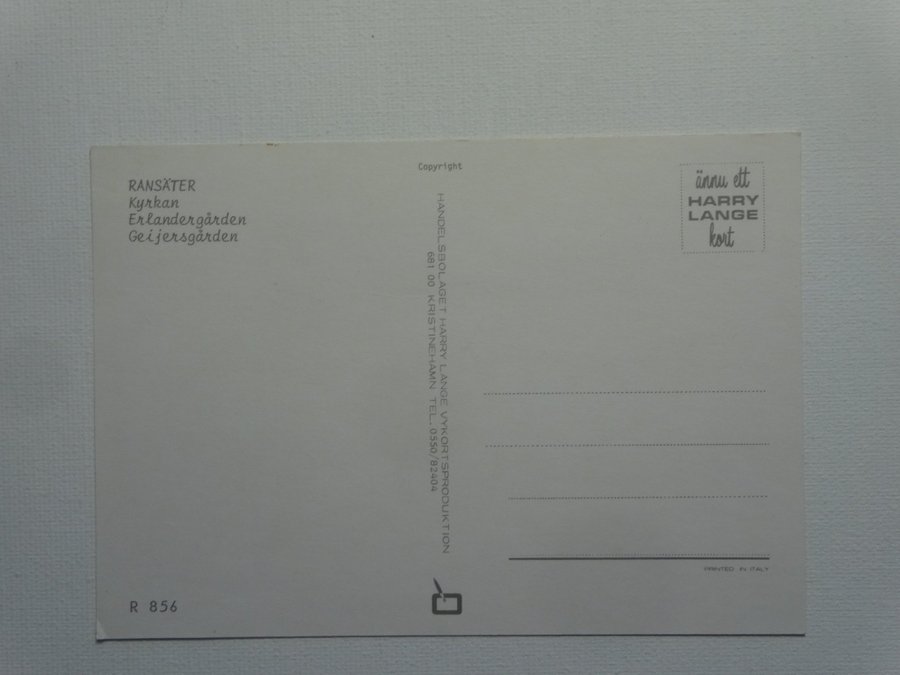 RANSÄTER
Kyrkan
Erlandergården
Geijersgården
Copyright
HANDELSBOLAGET HARRY LANGE VYKORTSPRODUKTION
681 00 KRISTINEHAMN TEL. 0550/82404
ännu ett
HARRY
LANGE
kort
PRINTED IN ITALY
R 856